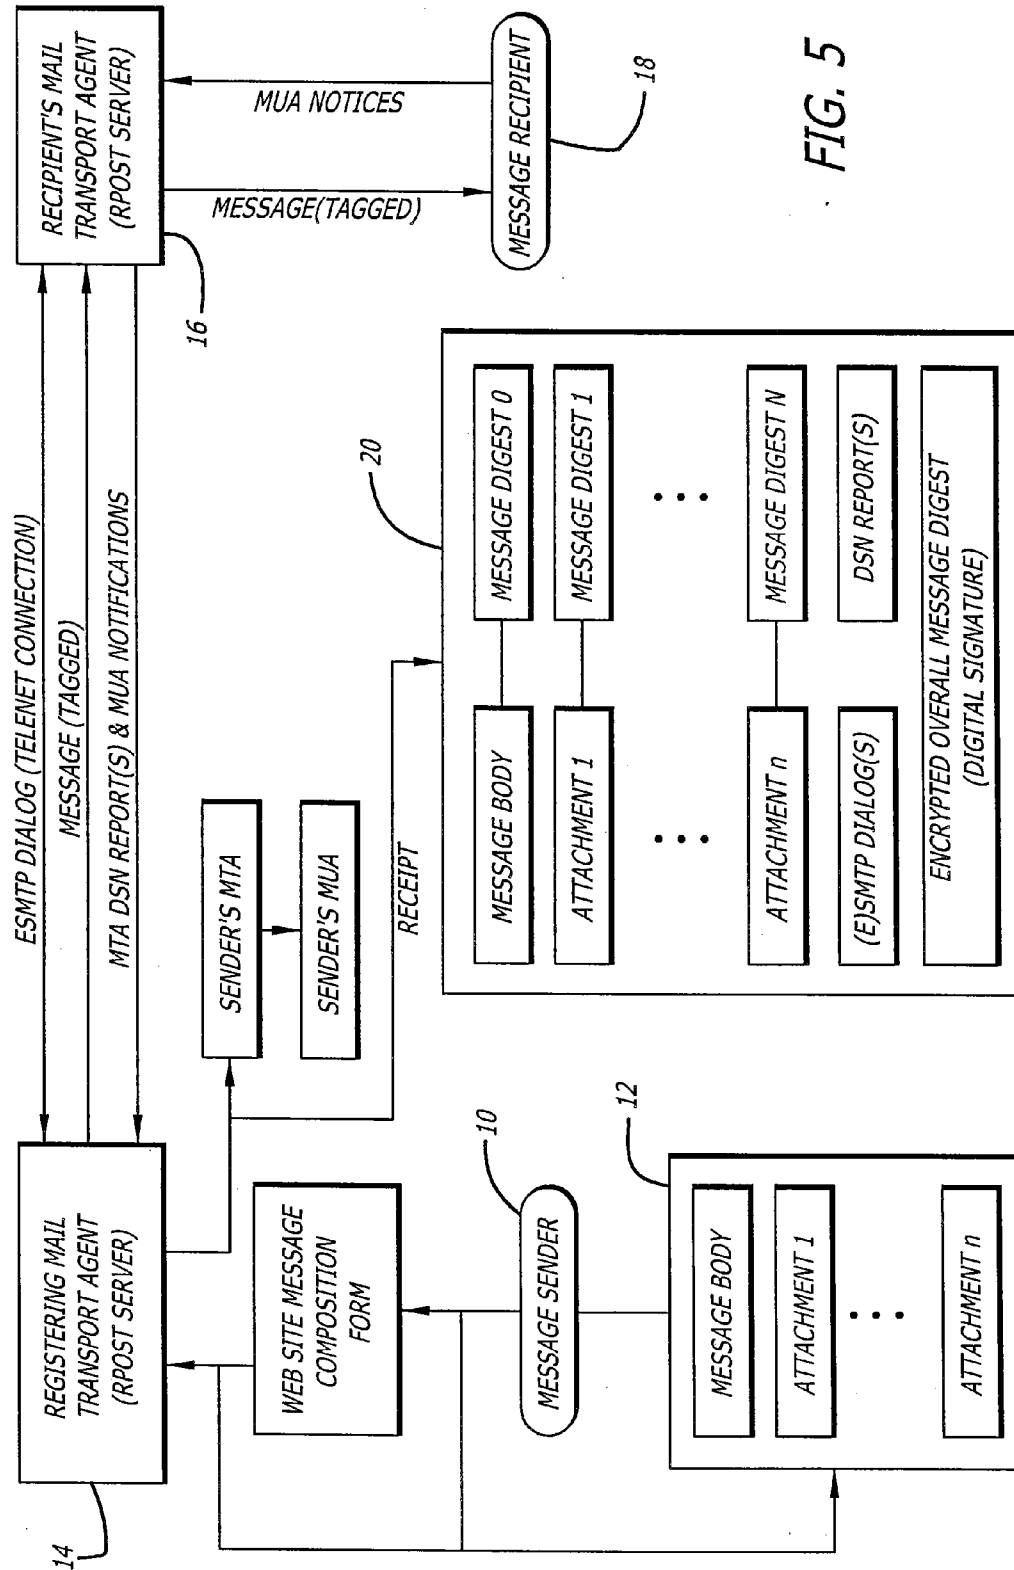 REGISTERING MAIL
TRANSPORT AGENT
(RPOST SERVER)
14
ESMTP DIALOG (TELENET CONNECTION)
MESSAGE (TAGGED)
MTA DSN REPORT(S) & MUA NOTIFICATIONS
RECIPIENT'S MAIL
TRANSPORT AGENT
(RPOST SERVER)
16
MUA NOTICES
MESSAGE(TAGGED)
MESSAGE RECIPIENT
18
SENDER'S MTA
SENDER'S MUA
RECEIPT
WEB SITE MESSAGE
COMPOSITION
FORM
MESSAGE SENDER
10
12
MESSAGE BODY
ATTACHMENT 1
• • •
ATTACHMENT n
20
MESSAGE BODY
MESSAGE DIGEST 0
ATTACHMENT 1
MESSAGE DIGEST 1
• • •
• • •
ATTACHMENT n
MESSAGE DIGEST N
(E)SMTP DIALOG(S)
DSN REPORT(S)
ENCRYPTED OVERALL MESSAGE DIGEST
(DIGITAL SIGNATURE)
FIG. 5